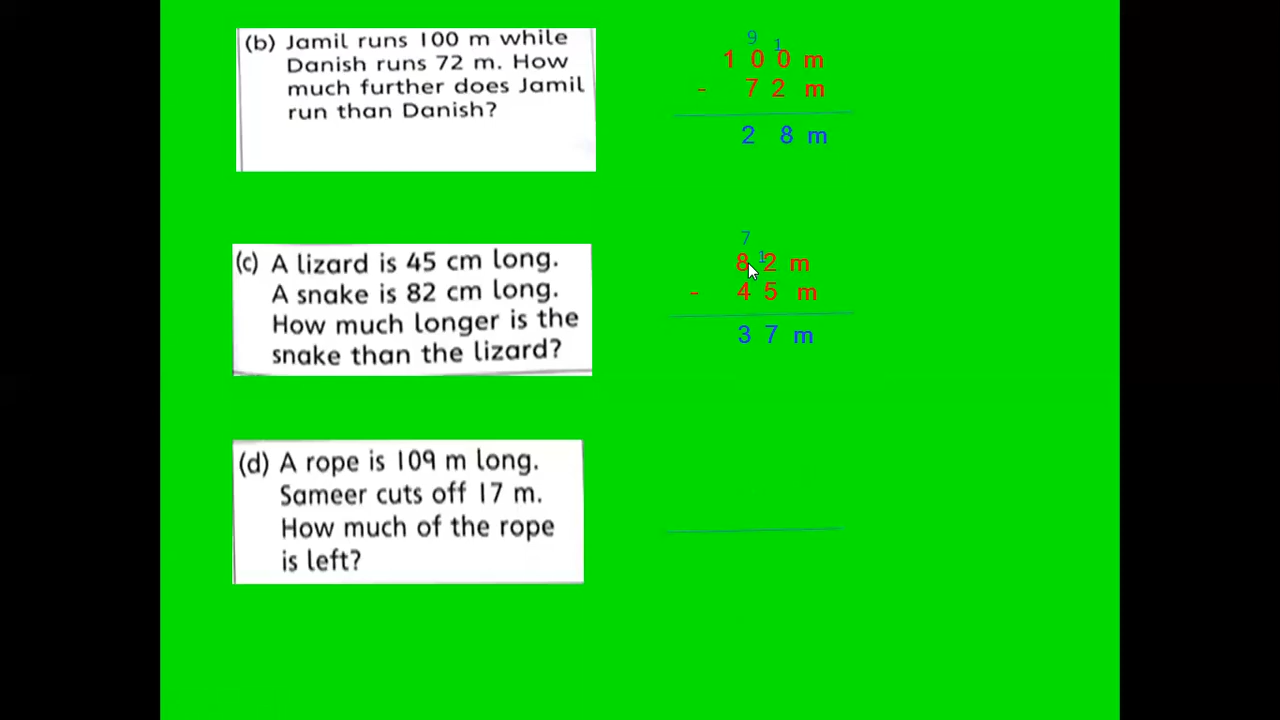 (b) Jamil runs 100 m while
Danish runs 72 m. How
much further does Jamil
run than Danish?
9 1
1 0 0 m
- 7 2 m
2 8 m
(c) A lizard is 45 cm long.
A snake is 82 cm long.
How much longer is the
snake than the lizard?
7
8 1 2 m
- 4 5 m
3 7 m
(d) A rope is 109 m long.
Sameer cuts off 17 m.
How much of the rope
is left?